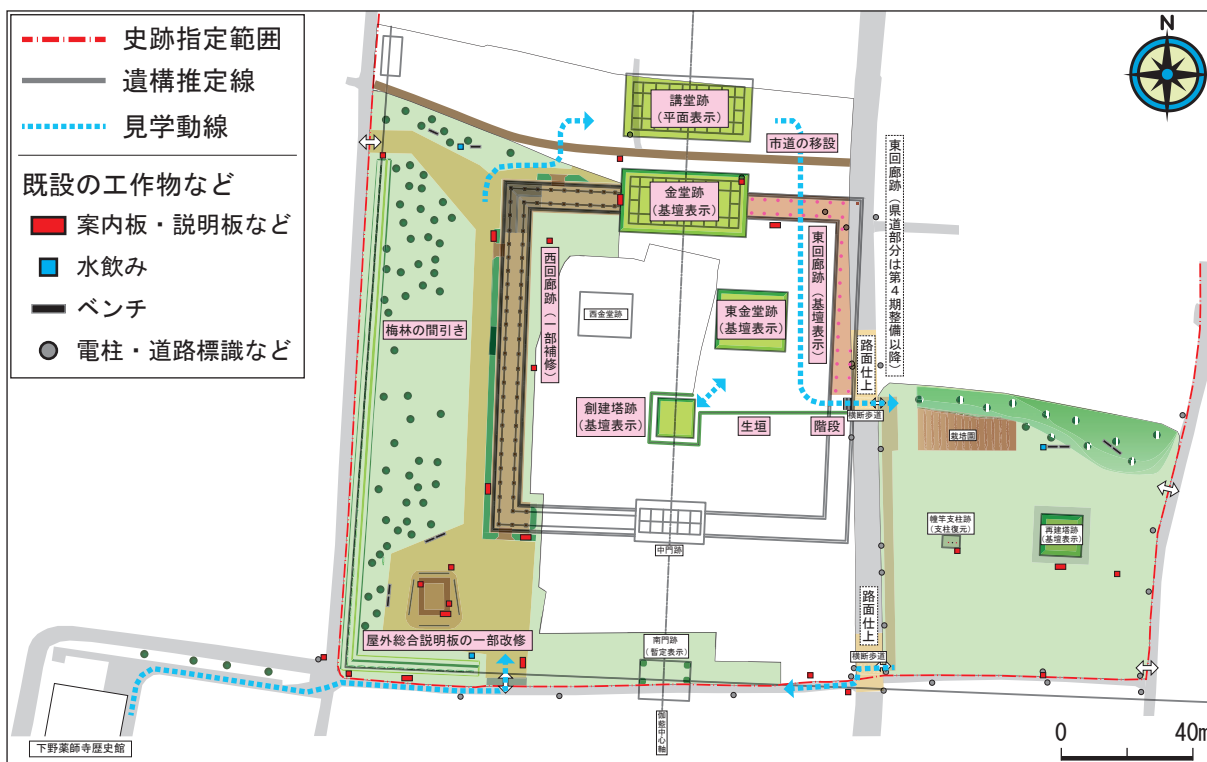 史跡指定範囲
遺構推定線
見学動線
既設の工作物など
案内板・説明板など
水飲み
ベンチ
電柱・道路標識など
N
講堂跡
(平面表示)
市道の移設
金堂跡
(基壇表示)
東回廊跡（県道部分は第４期整備以降）
東回廊跡（基壇表示）
西回廊跡（一部補修）
西金堂跡
東金堂跡
(基壇表示)
梅林の間引き
路面仕上
創建塔跡
(基壇表示)
生垣
階段
横断歩道
栽培園
幢竿支柱跡
(支柱復元)
再建塔跡
(基壇表示)
中門跡
路面仕上
屋外総合説明板の一部改修
南門跡
(暫定表示)
横断歩道
伽藍中心軸
下野薬師寺歴史館
0 40m